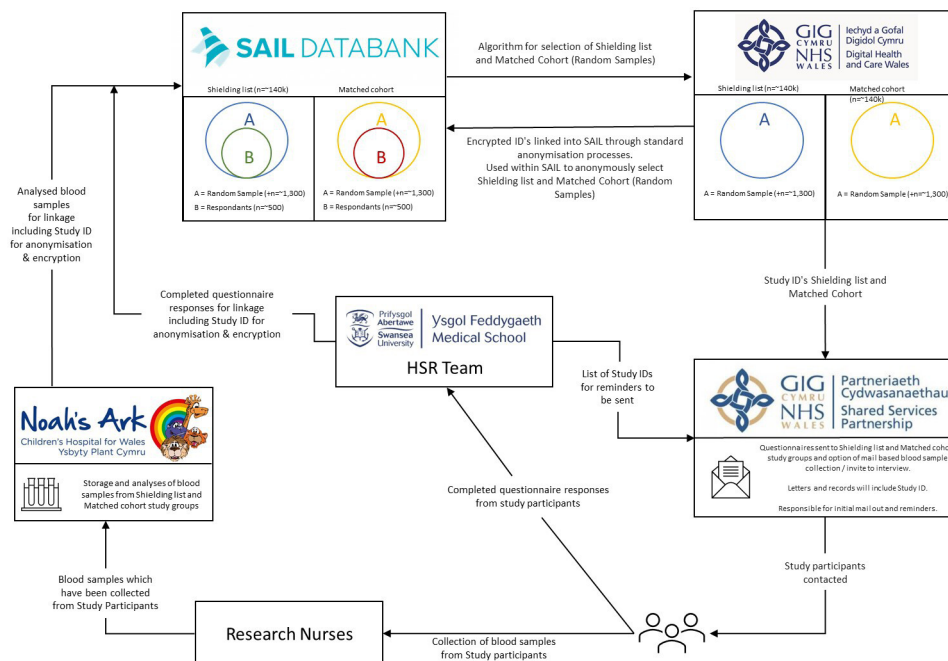 SAIL DATABANK
Shielding list (n=~140k)
Matched cohort
A
B
A
B
A = Random Sample (+n=~1,300)
B = Respondants (n=~500)
A = Random Sample (+n=~1,300)
B = Respondants (n=~500)
Algorithm for selection of Shielding list
and Matched Cohort (Random Samples)
Encrypted ID's linked into SAIL through standard
anonymisation processes.
Used within SAIL to anonymously select
Shielding list and Matched Cohort (Random
Samples)
GIG
CYMRU
NHS
WALES
Iechyd a Gofal
Digidol Cymru
Digital Health
and Care Wales
Shielding list (n=~140k)
Matched cohort
(n=~140k)
A
A
A = Random Sample (+n=~1,300)
A = Random Sample (+n=~1,300)
Analysed blood
samples
for linkage
including Study ID
for anonymisation
& encryption
Completed questionnaire
responses for linkage
including Study ID for
anonymisation & encryption
Prifysgol
Abertawe
Swansea
University
Ysgol Feddygaeth
Medical School
HSR Team
Study ID's Shielding list and
Matched Cohort
List of Study IDs
for reminders to
be sent
GIG
CYMRU
NHS
WALES
Partneriaeth
Cydwasanaethau
Shared Services
Partnership
Questionnaires sent to Shielding list and Matched coho
study groups and option of mail based blood sample
collection / invite to interview.
Letters and records will include Study ID.
Responsible for initial mail out and reminders.
Noah's Ark
Children's Hospital for Wales
Ysbyty Plant Cymru
Storage and analyses of blood
samples from Shielding list and
Matched cohort study groups
Completed questionnaire responses
from study participants
Study participants
contacted
Blood samples which
have been collected
from Study Participants
Research Nurses
Collection of blood samples
from Study participants